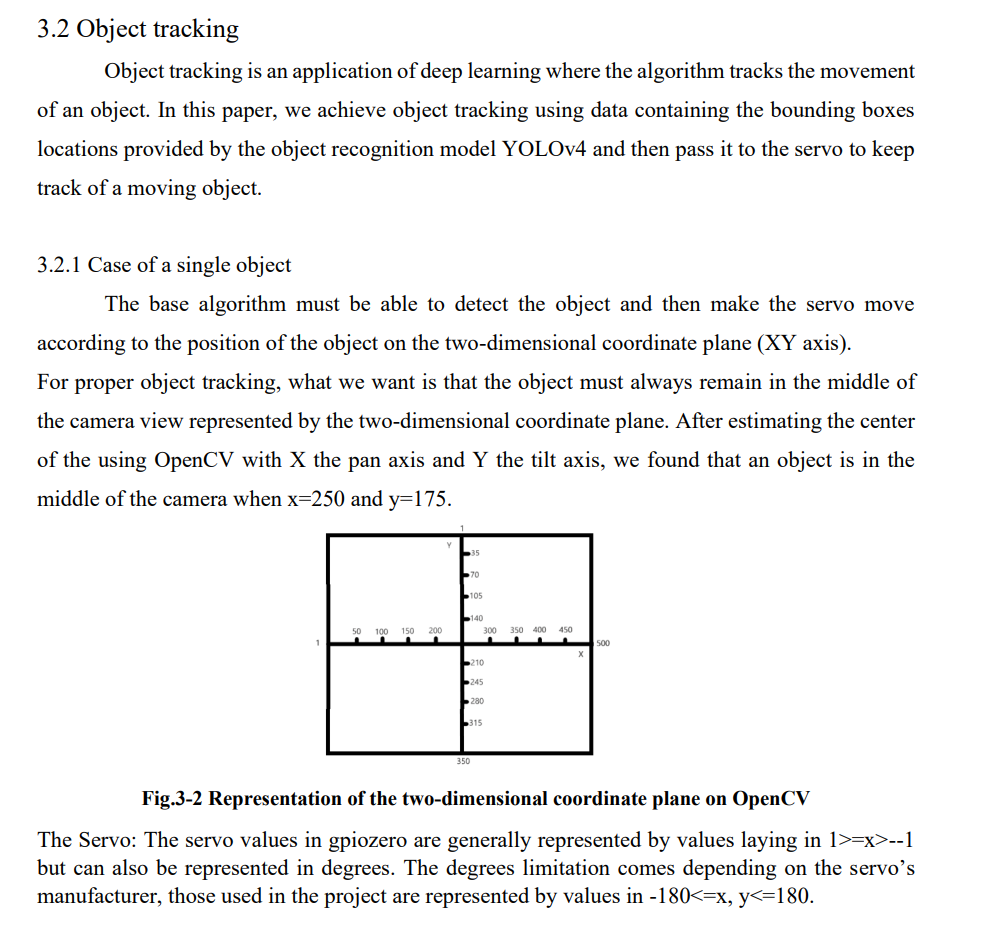 3.2 Object tracking
Object tracking is an application of deep learning where the algorithm tracks the movement
of an object. In this paper, we achieve object tracking using data containing the bounding boxes
locations provided by the object recognition model YOLOv4 and then pass it to the servo to keep
track of a moving object.
3.2.1 Case of a single object
The base algorithm must be able to detect the object and then make the servo move
according to the position of the object on the two-dimensional coordinate plane (XY axis).
For proper object tracking, what we want is that the object must always remain in the middle of
the camera view represented by the two-dimensional coordinate plane. After estimating the center
of the using OpenCV with X the pan axis and Y the tilt axis, we found that an object is in the
middle of the camera when x=250 and y=175.
1
Y
35
70
105
140
50 100 150 200 300 350 400 450
1 500
X
210
245
280
315
350
Fig.3-2 Representation of the two-dimensional coordinate plane on OpenCV
The Servo: The servo values in gpiozero are generally represented by values laying in 1>=x>--1
but can also be represented in degrees. The degrees limitation comes depending on the servo’s
manufacturer, those used in the project are represented by values in -180<=x, y<=180.